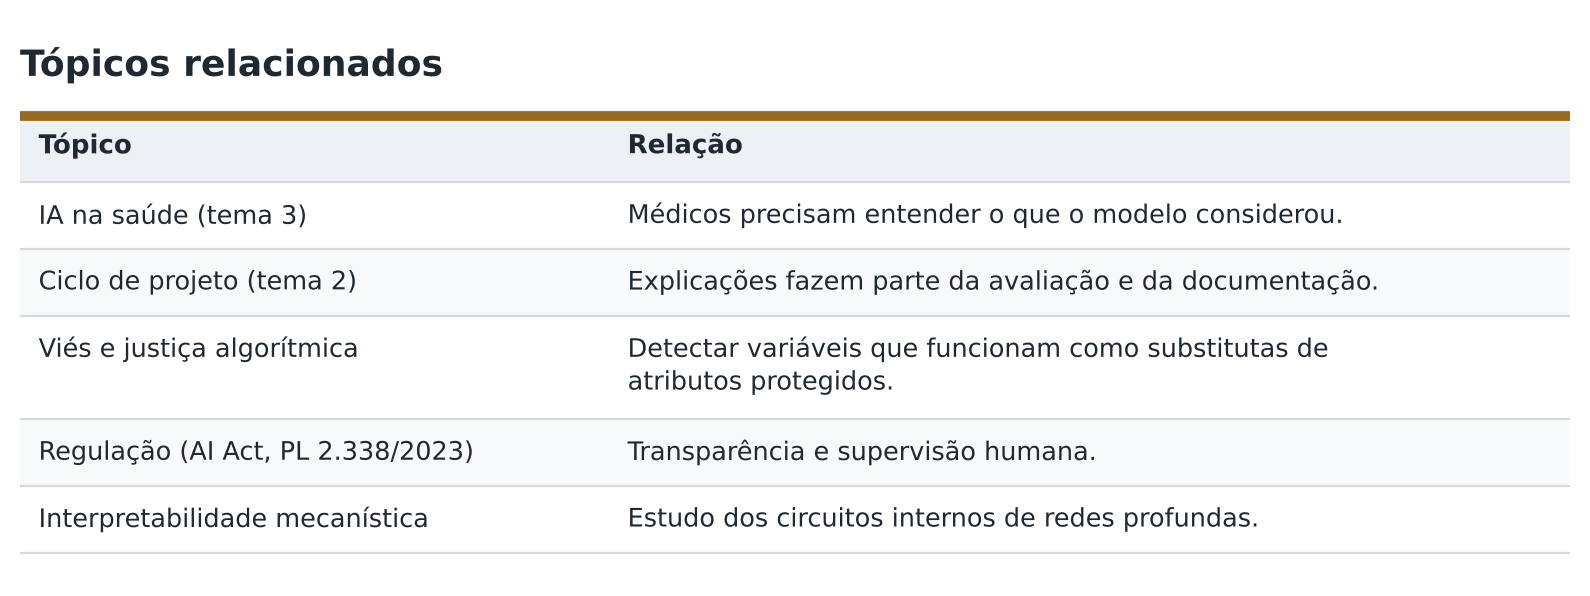 Tópicos relacionados
Tópico Relação
IA na saúde (tema 3) Médicos precisam entender o que o modelo considerou.
Ciclo de projeto (tema 2) Explicações fazem parte da avaliação e da documentação.
Viés e justiça algorítmica Detectar variáveis que funcionam como substitutas de
atributos protegidos.
Regulação (AI Act, PL 2.338/2023) Transparência e supervisão humana.
Interpretabilidade mecanística Estudo dos circuitos internos de redes profundas.